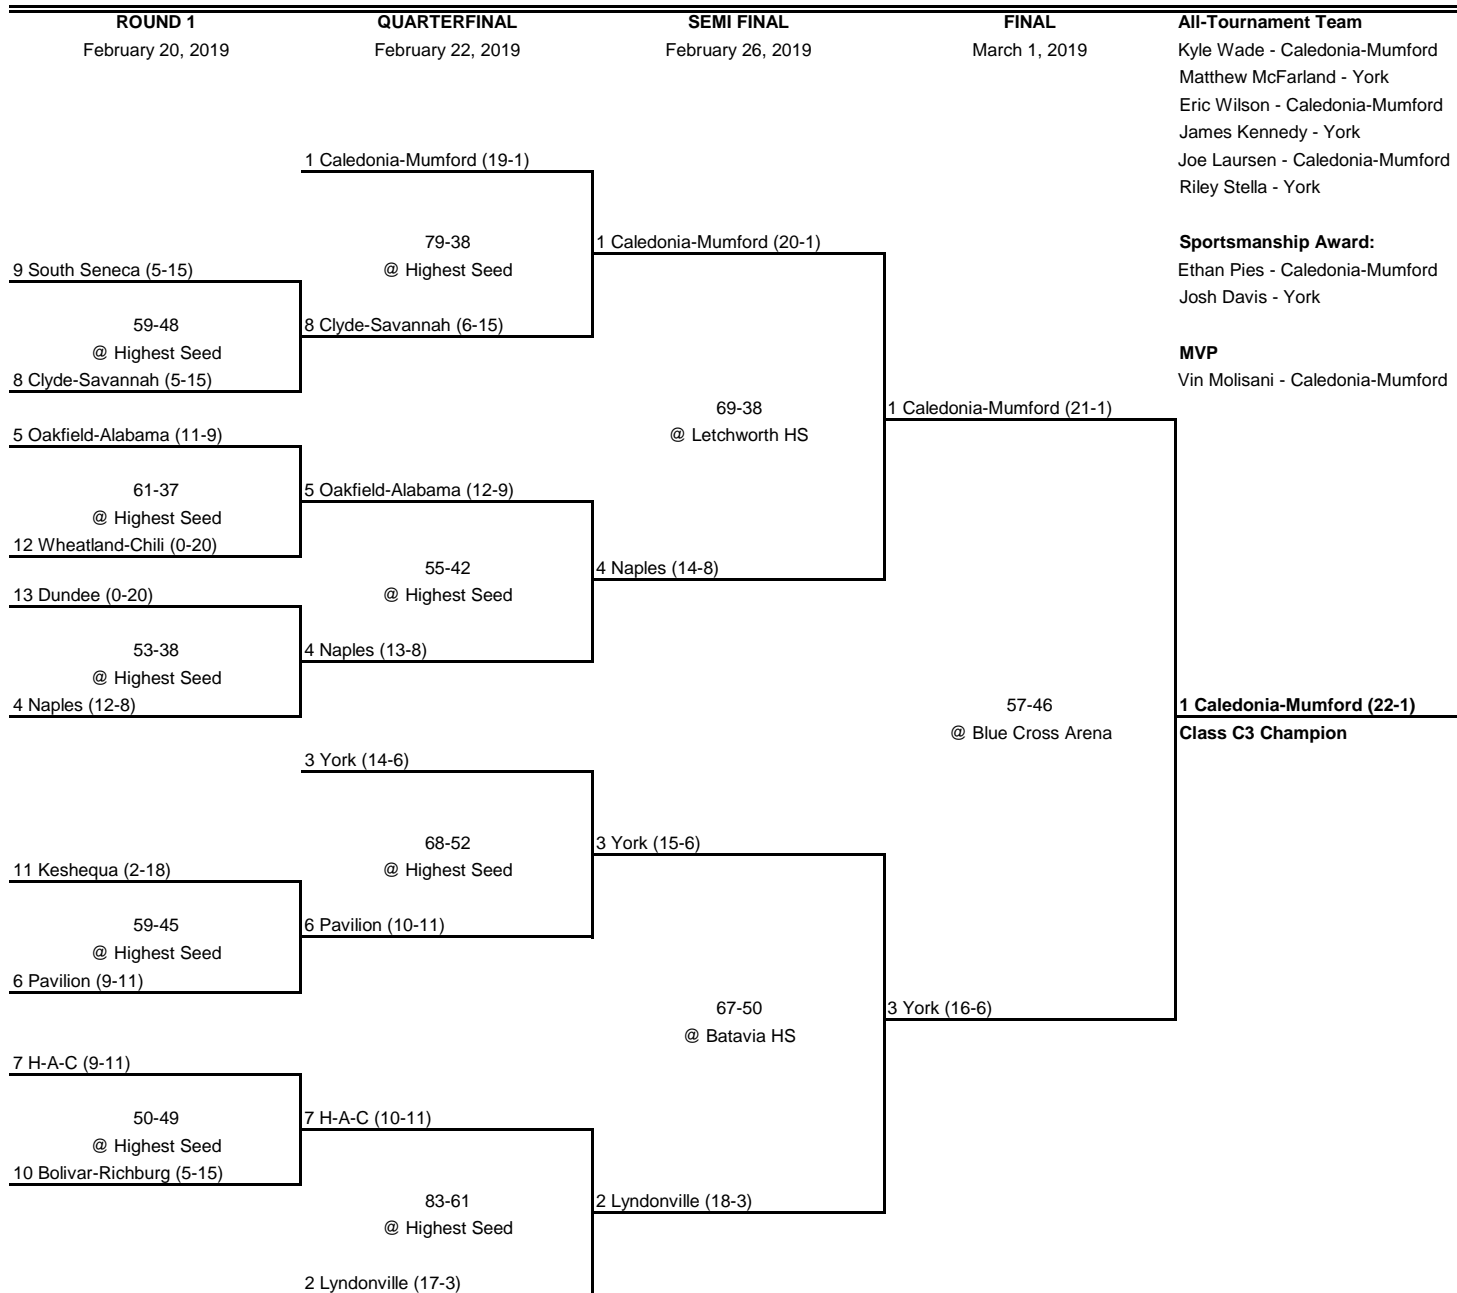 ROUND 1
February 20, 2019
QUARTERFINAL
February 22, 2019
SEMI FINAL
February 26, 2019
FINAL
March 1, 2019
All-Tournament Team
Kyle Wade - Caledonia-Mumford
Matthew McFarland - York
Eric Wilson - Caledonia-Mumford
James Kennedy - York
Joe Laursen - Caledonia-Mumford
Riley Stella - York
Sportsmanship Award:
Ethan Pies - Caledonia-Mumford
Josh Davis - York
MVP
Vin Molisani - Caledonia-Mumford
9 South Seneca (5-15)
59-48
@ Highest Seed
8 Clyde-Savannah (5-15)
5 Oakfield-Alabama (11-9)
61-37
@ Highest Seed
12 Wheatland-Chili (0-20)
13 Dundee (0-20)
53-38
@ Highest Seed
4 Naples (12-8)
11 Keshequa (2-18)
59-45
@ Highest Seed
6 Pavilion (9-11)
7 H-A-C (9-11)
50-49
@ Highest Seed
10 Bolivar-Richburg (5-15)
1 Caledonia-Mumford (19-1)
79-38
@ Highest Seed
8 Clyde-Savannah (6-15)
5 Oakfield-Alabama (12-9)
55-42
@ Highest Seed
4 Naples (13-8)
3 York (14-6)
68-52
@ Highest Seed
6 Pavilion (10-11)
7 H-A-C (10-11)
83-61
@ Highest Seed
2 Lyndonville (17-3)
1 Caledonia-Mumford (20-1)
69-38
@ Letchworth HS
4 Naples (14-8)
3 York (15-6)
67-50
@ Batavia HS
2 Lyndonville (18-3)
1 Caledonia-Mumford (21-1)
57-46
@ Blue Cross Arena
3 York (16-6)
1 Caledonia-Mumford (22-1)
Class C3 Champion